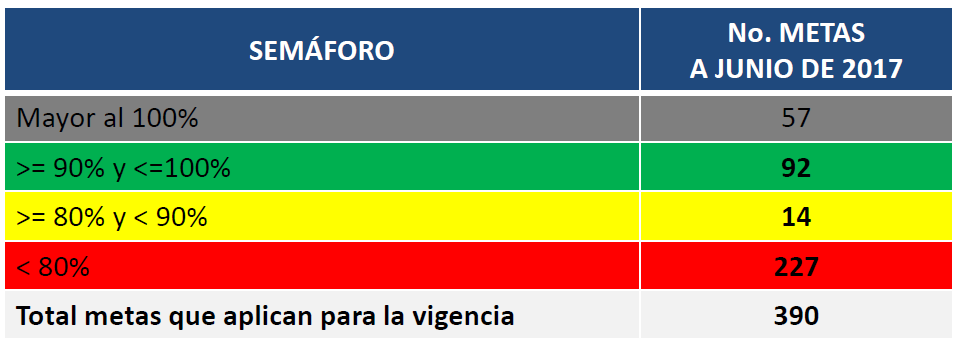 SEMÁFORO
No. METAS
A JUNIO DE 2017
Mayor al 100%
57
>= 90% y <=100%
92
>= 80% y < 90%
14
< 80%
227
Total metas que aplican para la vigencia
390